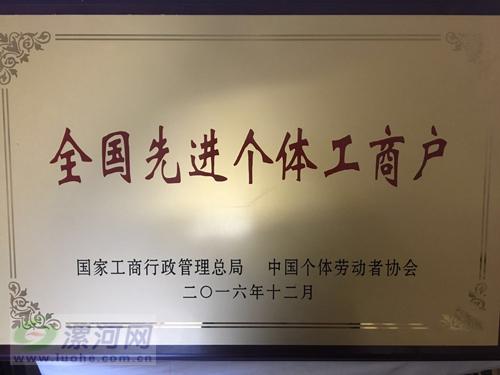 全国先进个体工商户
国家工商行政管理总局 中国个体劳动者协会
二〇一六年十二月
漯河网
www.luohe.com.cn